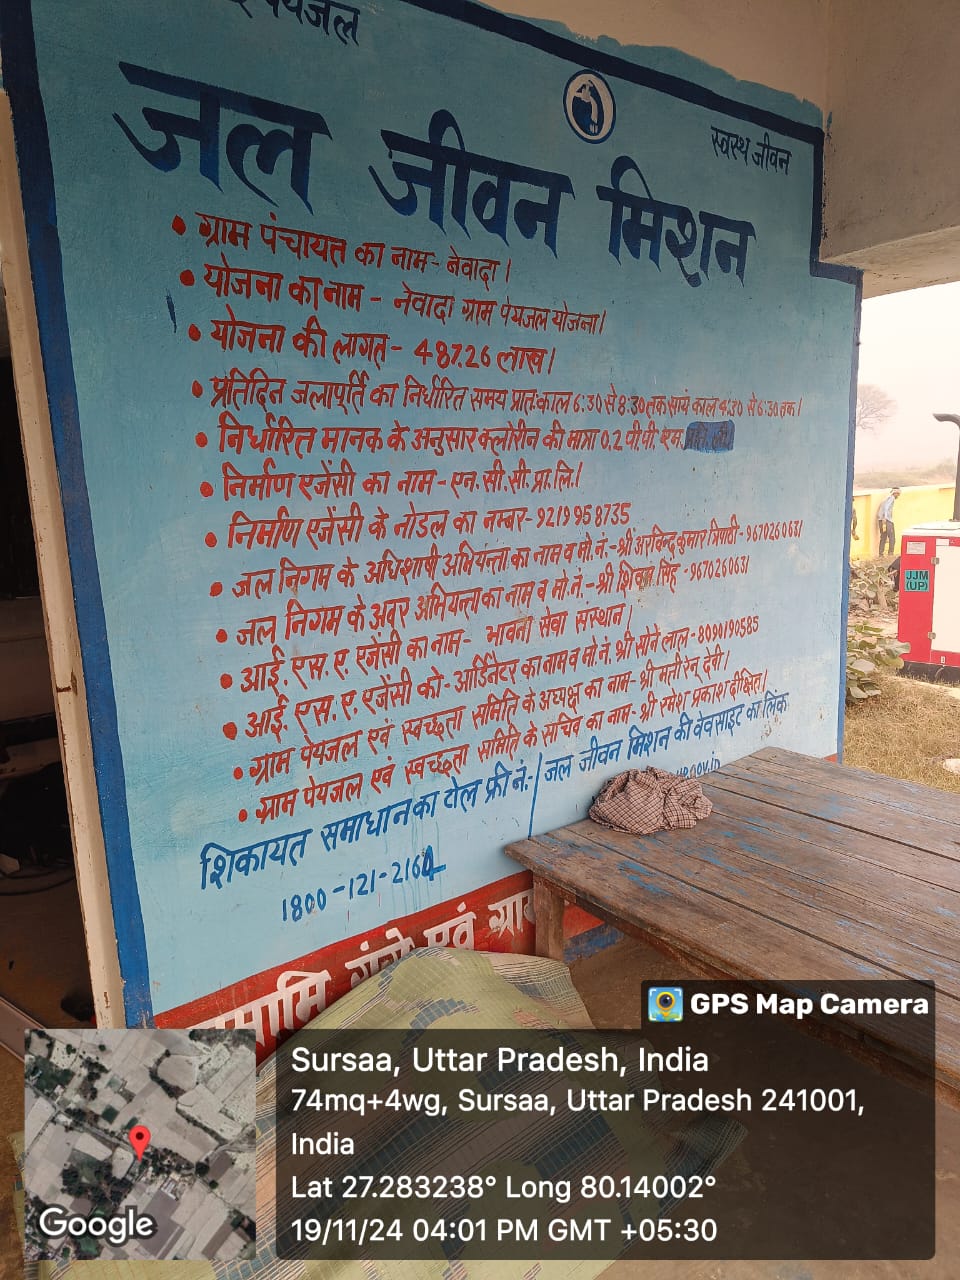 पेयजल
स्वस्थ जीवन
जल जीवन मिशन
• ग्राम पंचायत का नाम- नेवादा।
• योजना का नाम - नेवादा ग्राम पेयजल योजना।
• योजना की लागत- 487.26 लाख।
• प्रतिदिन जलापूर्ति का निर्धारित समय प्रातःकाल 6:30 से 8:30 तक सायं काल 4:30 से 6:30 तक।
• निर्धारित मानक के अनुसार क्लोरीन की मात्रा 0.2 पी.पी. एम.
• निर्माण एजेंसी का नाम- एन. सी. सी. प्रा. लि.।
• निर्माण एजेंसी के नोडल का नम्बर- 9219958735
• जल निगम के अधिशाषी अभियन्ता का नाम व मो. नं.- श्री अरविन्द कुमार त्रिपाठी- 9670260631
• जल निगम के अवर अभियन्ता का नाम व मो. नं.- श्री शिवम सिंह - 9670260631
• आई. एस. ए. एजेंसी का नाम- भावना सेवा संस्थान।
• आई. एस. ए. एजेंसी को- आर्डिनेटर का नाम व मो. नं. श्री सोने लाल- 8090190585
• ग्राम पेयजल एवं स्वच्छता समिति के अध्यक्ष का नाम- श्री मती रेनू देवी।
• ग्राम पेयजल एवं स्वच्छता समिति के सचिव का नाम- श्री रमेश प्रकाश दीक्षित।
शिकायत समाधान का टोल फ्री नं.:-
1800-121-2164
जल जीवन मिशन की वेवसाइट का लिंक
नमामि गंगे एवं
JJM
(UP)
GPS Map Camera
Sursaa, Uttar Pradesh, India
74mq+4wg, Sursaa, Uttar Pradesh 241001,
India
Lat 27.283238° Long 80.14002°
19/11/24 04:01 PM GMT +05:30
Google